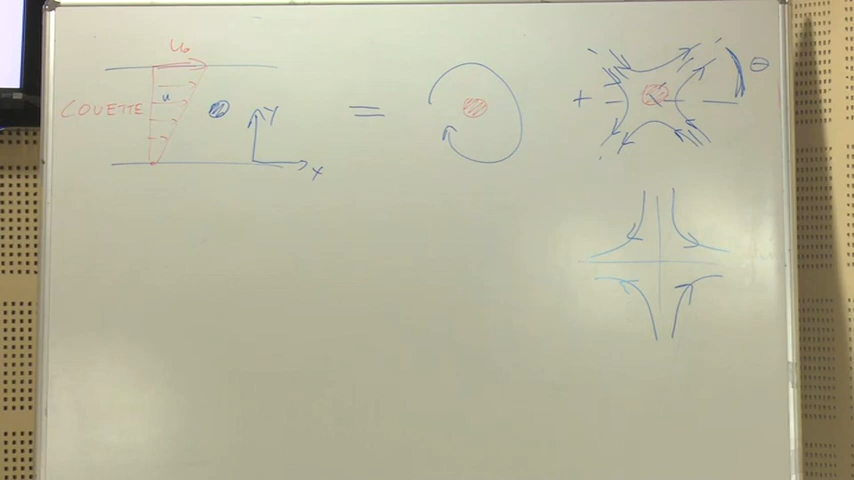 U₀
COUETTE
u
Y
x
=
+
Θ